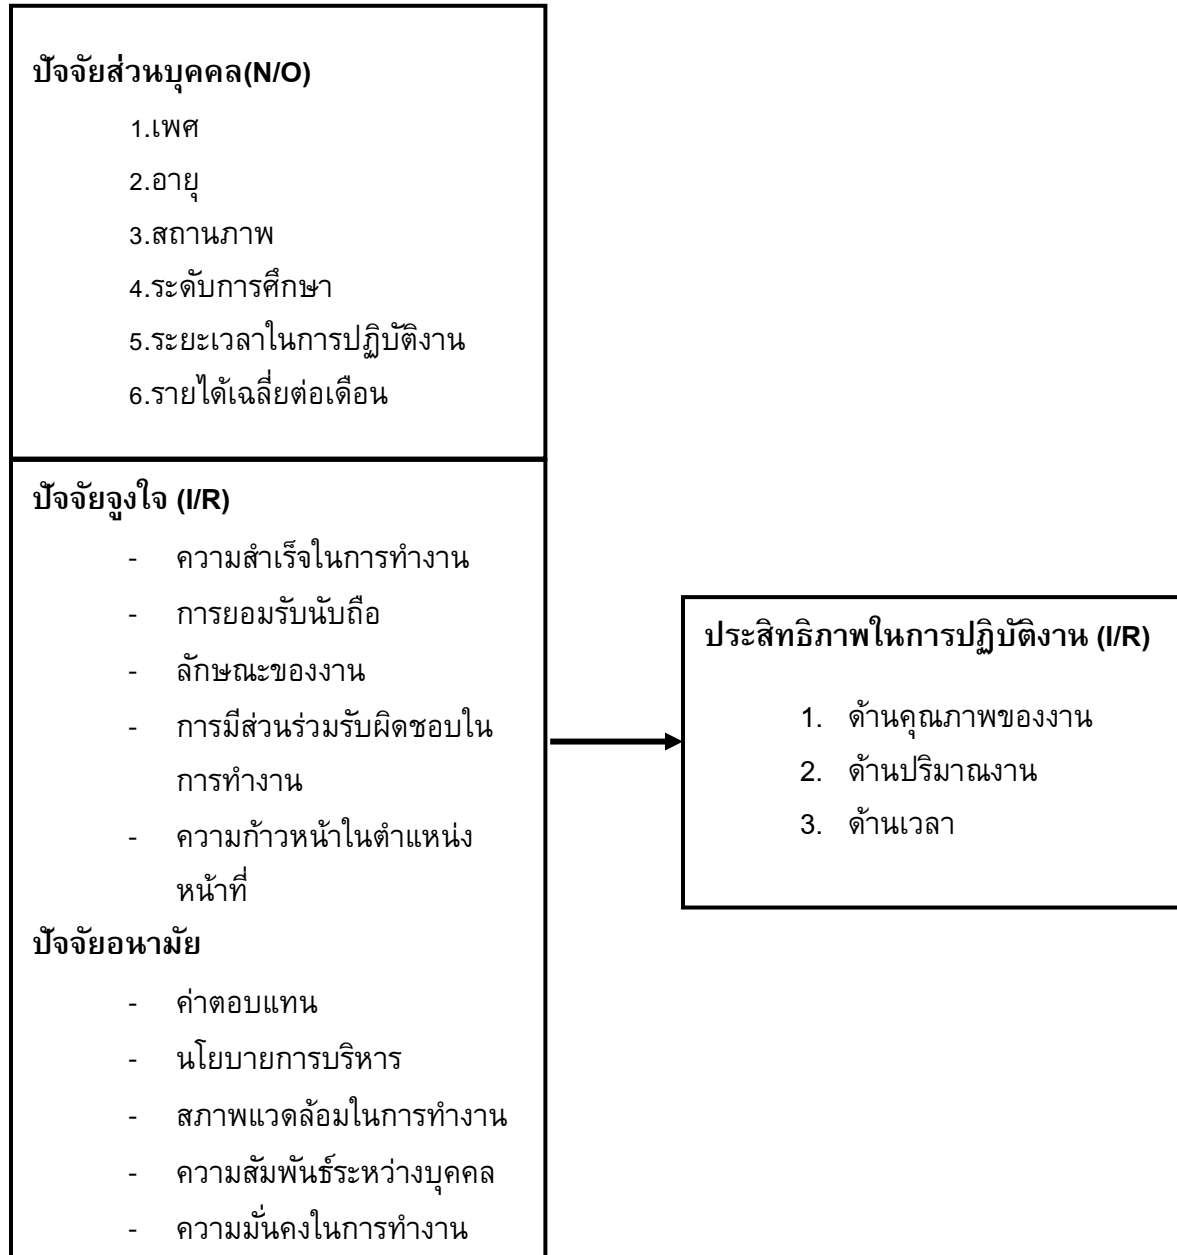 ปัจจัยส่วนบุคคล(N/O)
1.เพศ
2.อายุ
3.สถานภาพ
4.ระดับการศึกษา
5.ระยะเวลาในการปฏิบัติงาน
6.รายได้เฉลี่ยต่อเดือน
ปัจจัยจูงใจ (I/R)
- ความสำเร็จในการทำงาน
- การยอมรับนับถือ
- ลักษณะของงาน
- การมีส่วนร่วมรับผิดชอบใน
การทำงาน
- ความก้าวหน้าในตำแหน่ง
หน้าที่
ปัจจัยอนามัย
- ค่าตอบแทน
- นโยบายการบริหาร
- สภาพแวดล้อมในการทำงาน
- ความสัมพันธ์ระหว่างบุคคล
- ความมั่นคงในการทำงาน
ประสิทธิภาพในการปฏิบัติงาน (I/R)
1. ด้านคุณภาพของงาน
2. ด้านปริมาณงาน
3. ด้านเวลา